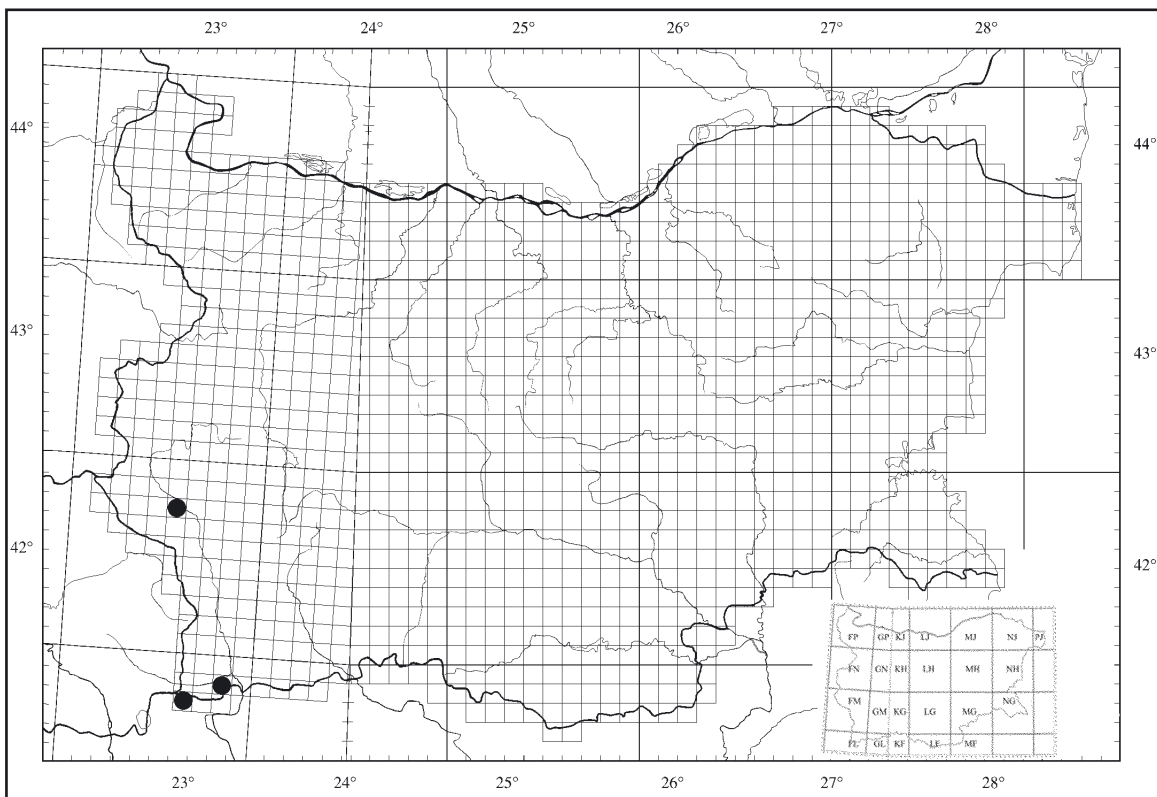 23° 24° 25° 26° 27° 28°
44° 44°
43° 43°
42° 42°
FP GP KJ LJ MJ NJ PJ
FN GN KH LH MH NH
FM GM KG LG MG NG
FL GL KF LF MF
23° 24° 25° 26° 27° 28°